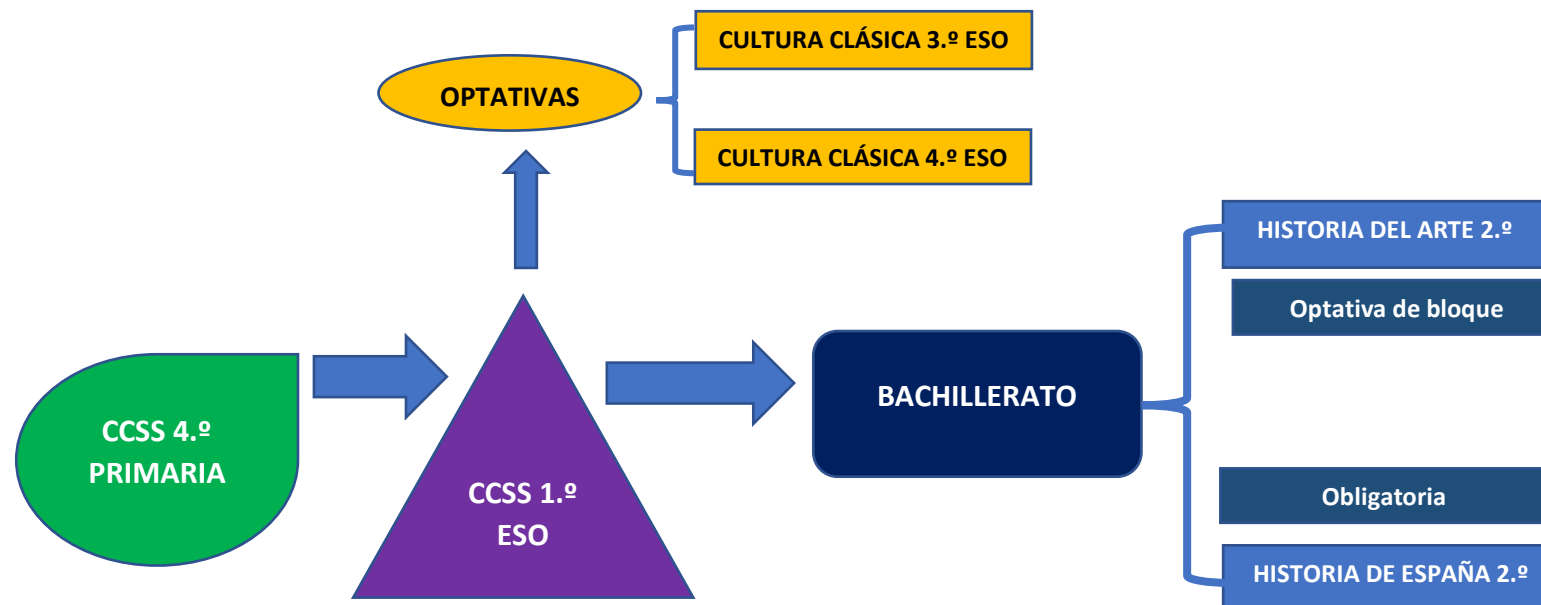 CULTURA CLÁSICA 3.º ESO
OPTATIVAS
CULTURA CLÁSICA 4.º ESO
HISTORIA DEL ARTE 2.º
Optativa de bloque
BACHILLERATO
CCSS 4.º
PRIMARIA
CCSS 1.º
ESO
Obligatoria
HISTORIA DE ESPAÑA 2.º